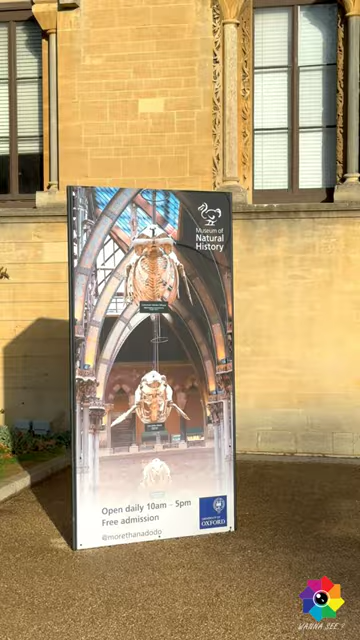 Museum of
Natural
History
Open daily 10am – 5pm
Free admission
@morethanadodo
UNIVERSITY OF
OXFORD
WANNA SEE